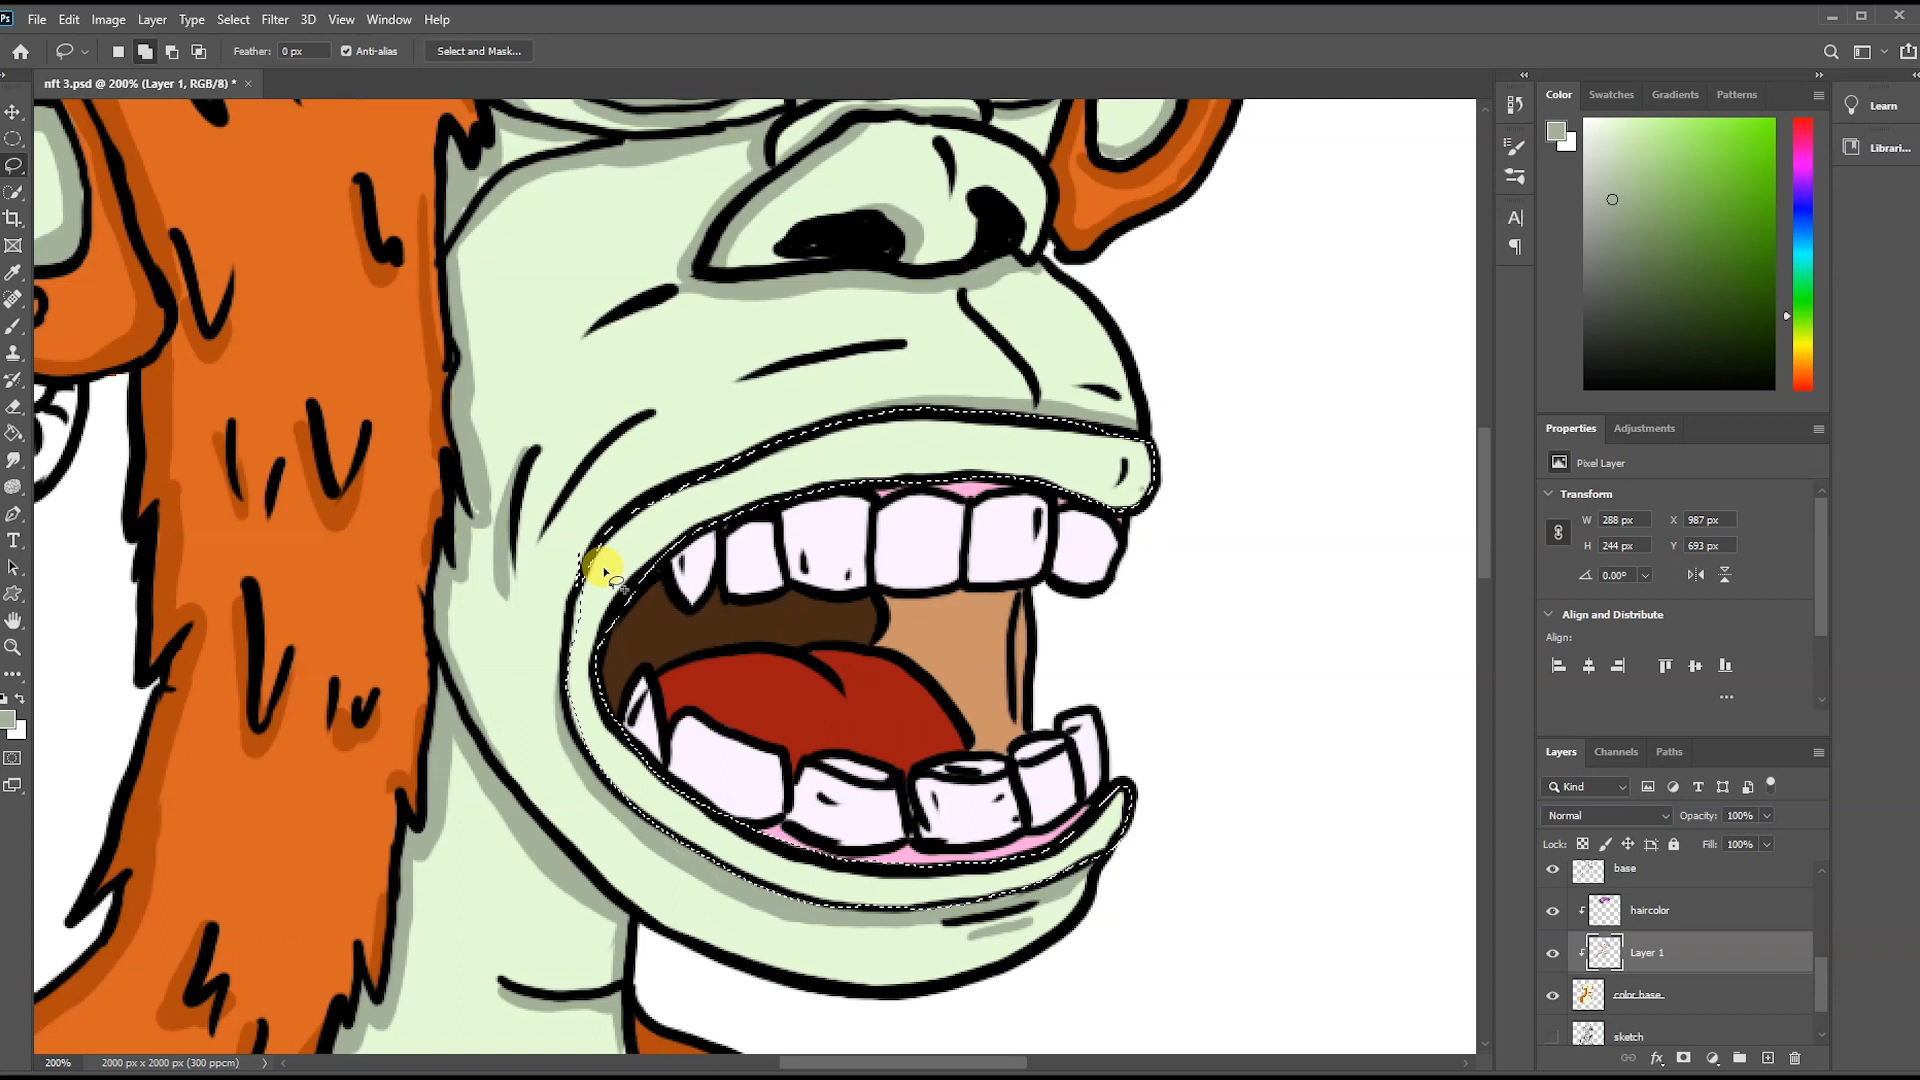 Ps File Edit Image Layer Type Select Filter 3D View Window Help
Feather: 0 px Anti-alias Select and Mask...
nft 3.psd @ 200% (Layer 1, RGB/8) * ×
Color Swatches Gradients Patterns
Learn
Librari...
Properties Adjustments
Pixel Layer
Transform
W 288 px X 987 px
H 244 px Y 693 px
0.00°
Align and Distribute
Align:
Layers Channels Paths
Kind
Normal Opacity: 100%
Lock: Fill: 100%
base
haircolor
Layer 1
color base
sketch
200% 2000 px x 2000 px (300 ppcm)